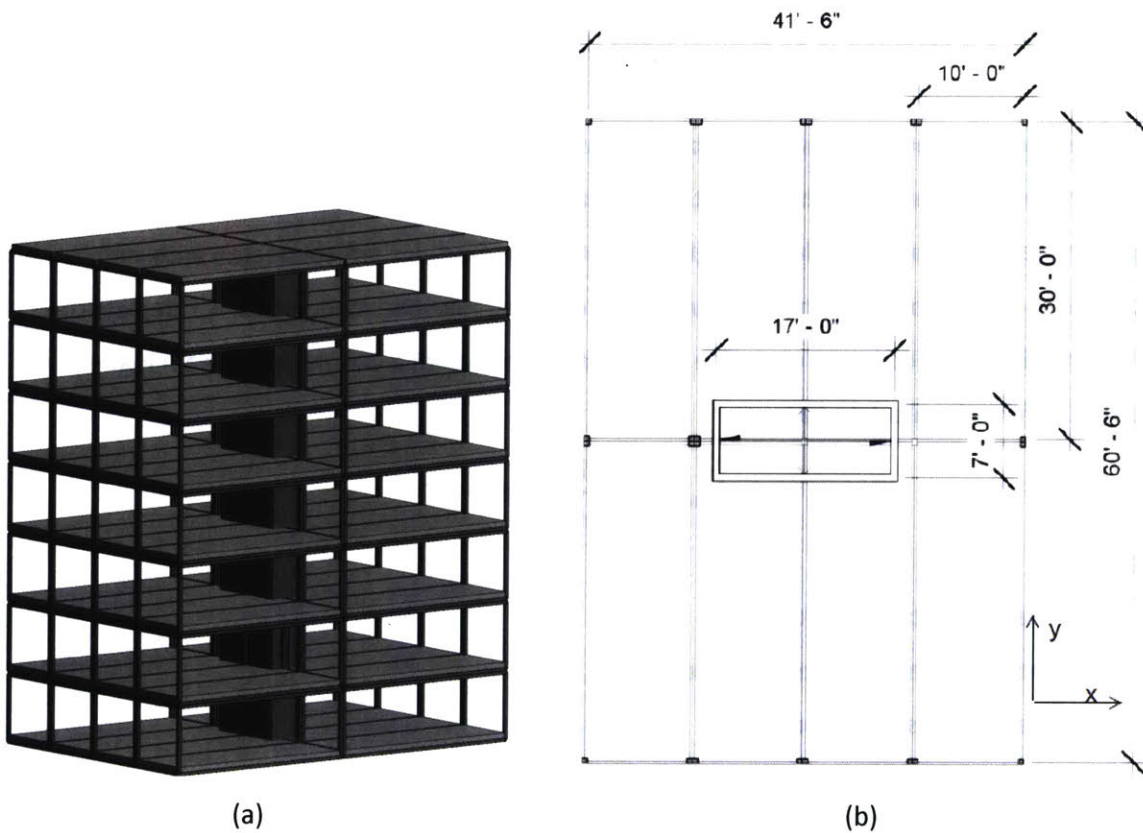 41' - 6"
10' - 0"
30' - 0"
17' - 0"
7' - 0"
60' - 6"
y
x
(a)
(b)